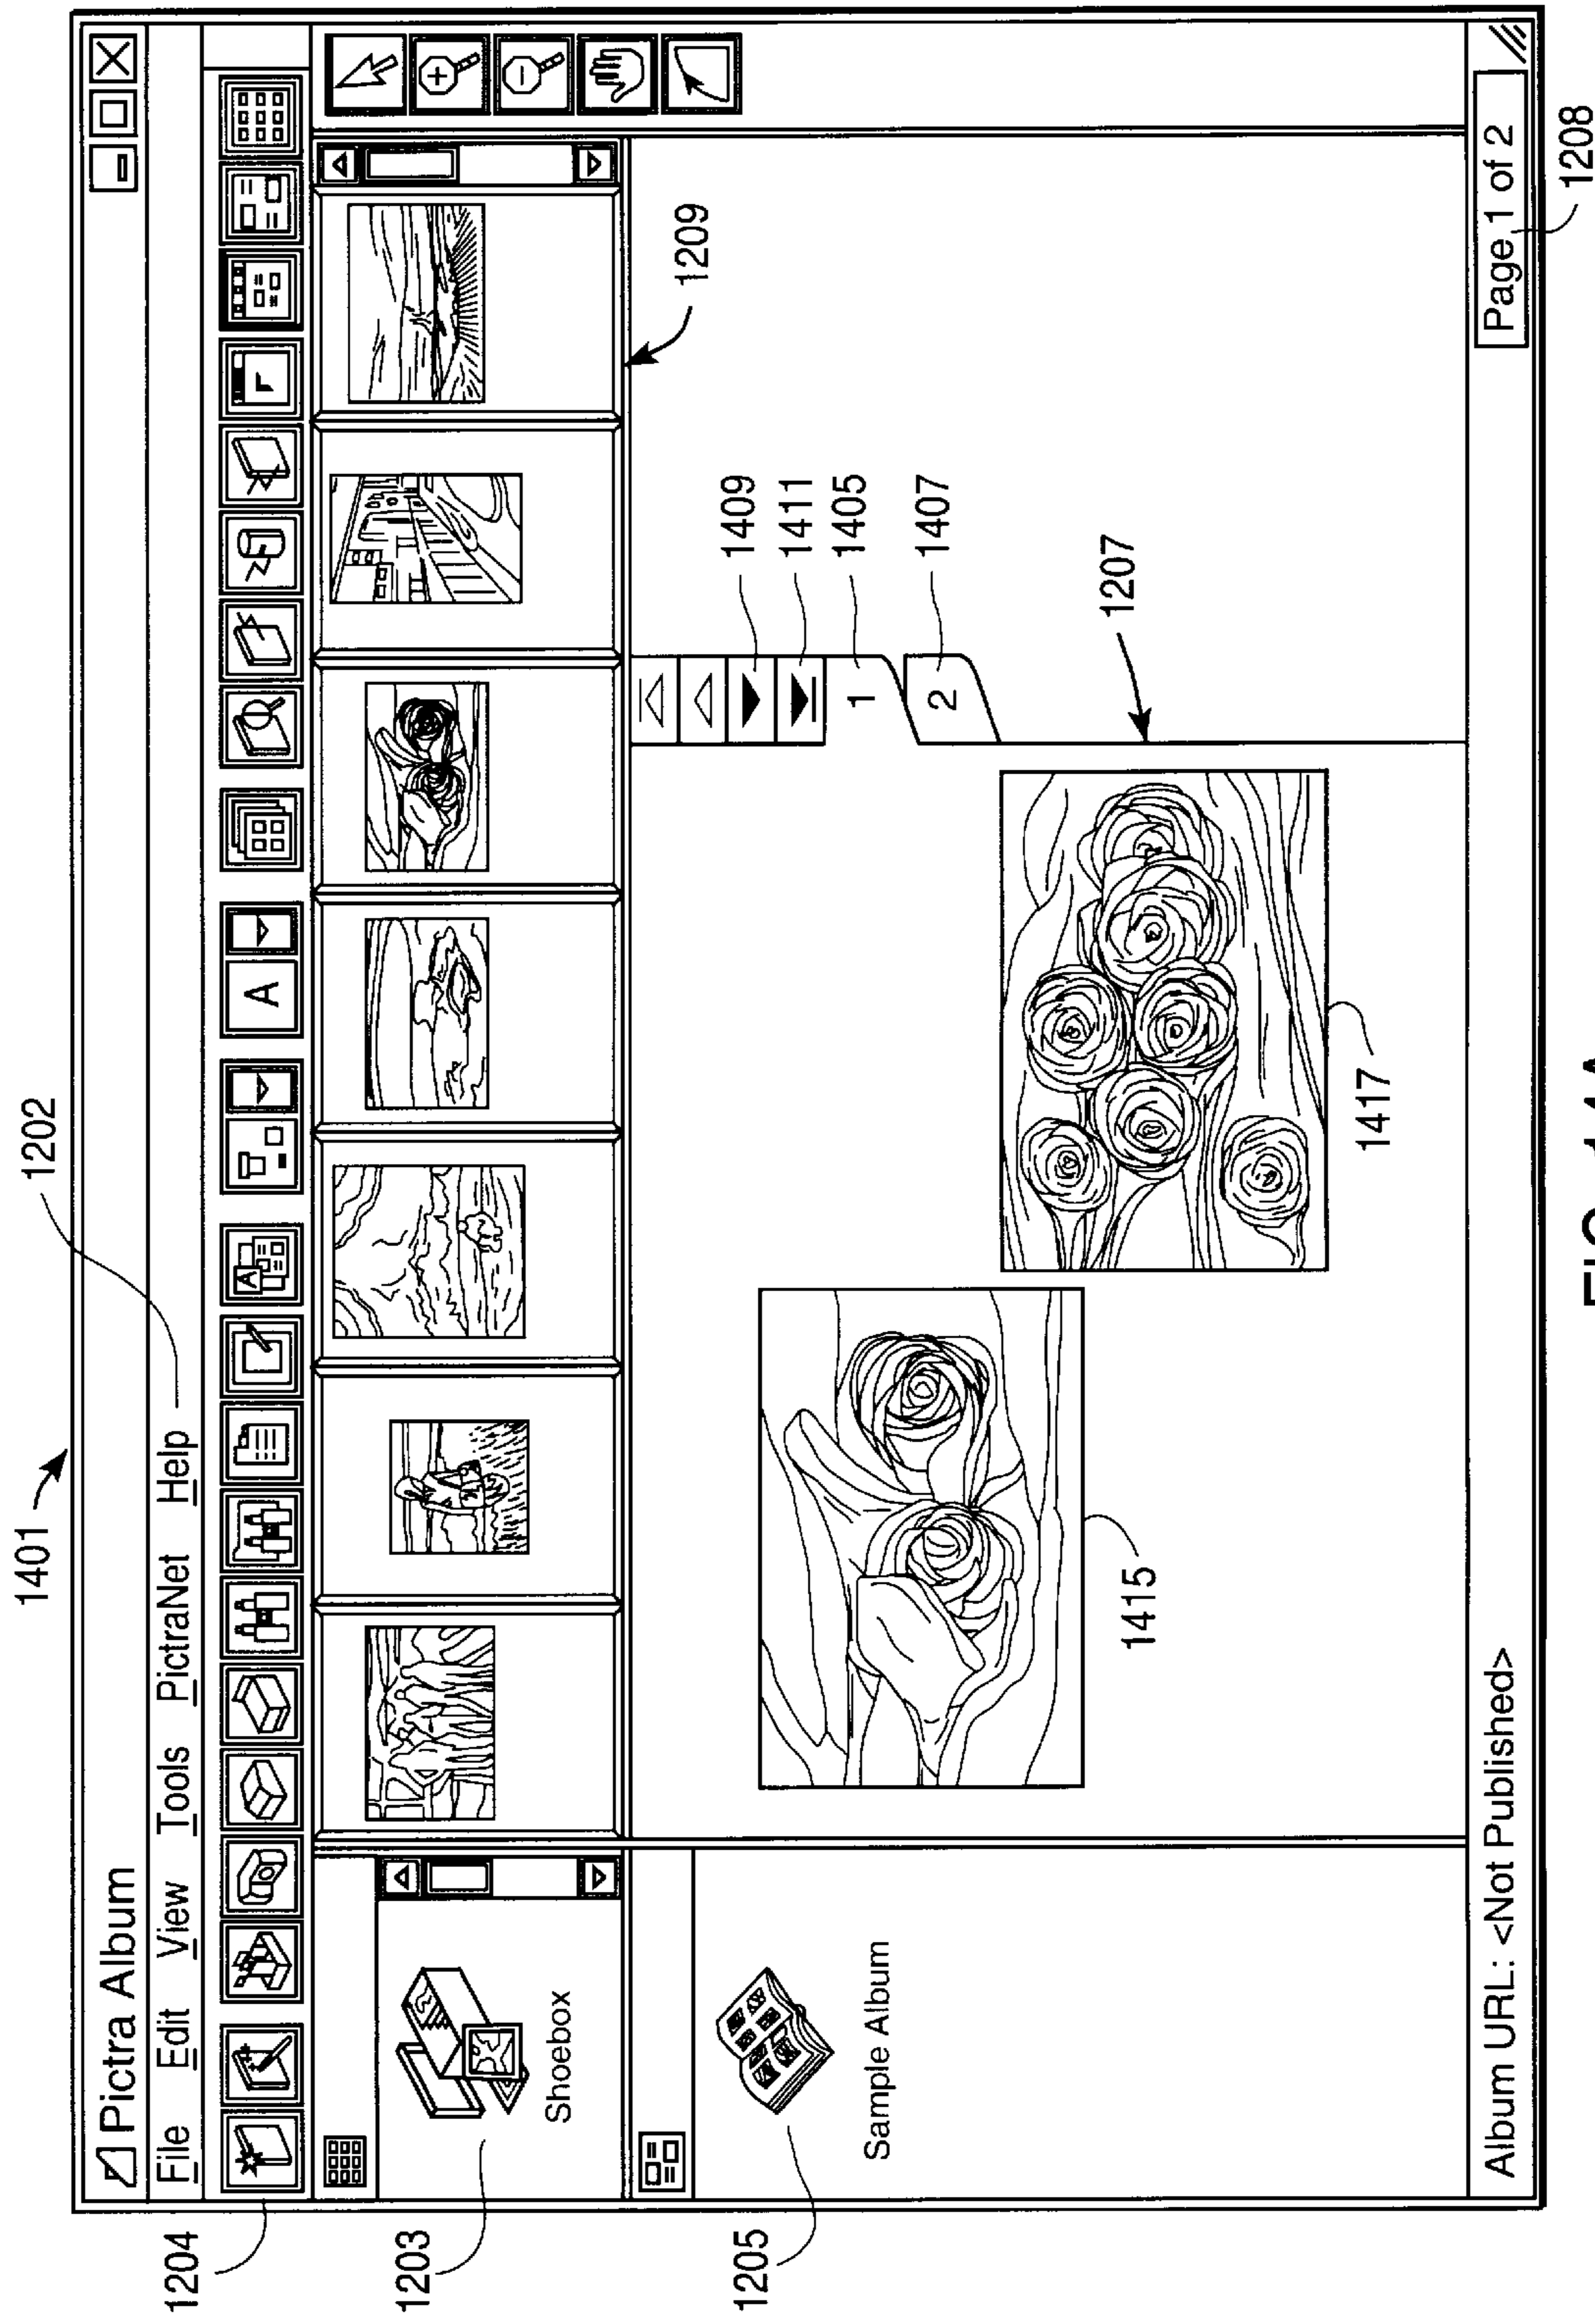 1401
1202
Pictra Album
File Edit View Tools PictraNet Help
1204
A
1203
Shoebox
1209
1205
1409
1411
1 1405
Sample Album
2 1407
1207
1415
1417
Album URL: <Not Published>
Page 1 of 2
1208